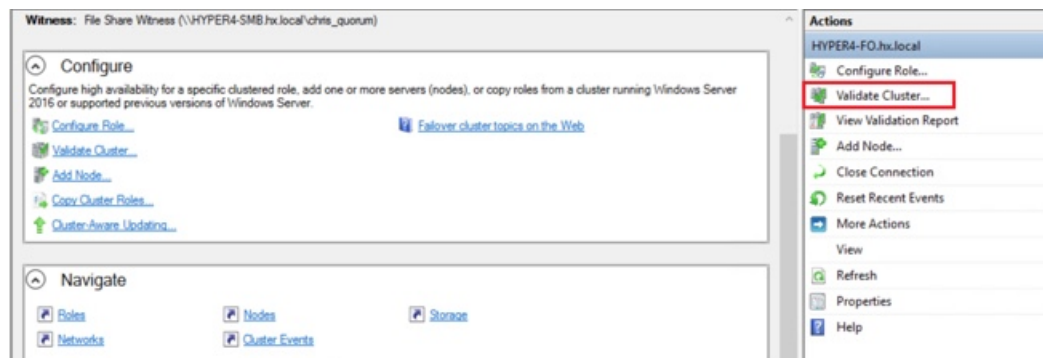 Witness: File Share Witness (\\HYPER4-SMB.hx.local\chris_quorum)
Configure
Configure high availability for a specific clustered role, add one or more servers (nodes), or copy roles from a cluster running Windows Server
2016 or supported previous versions of Windows Server.
Configure Role...
Failover cluster topics on the Web
Validate Cluster...
Add Node...
Copy Cluster Roles...
Cluster-Aware Updating...
Navigate
Roles
Nodes
Storage
Networks
Cluster Events
Actions
HYPER4-FO.hx.local
Configure Role...
Validate Cluster...
View Validation Report
Add Node...
Close Connection
Reset Recent Events
More Actions
View
Refresh
Properties
Help